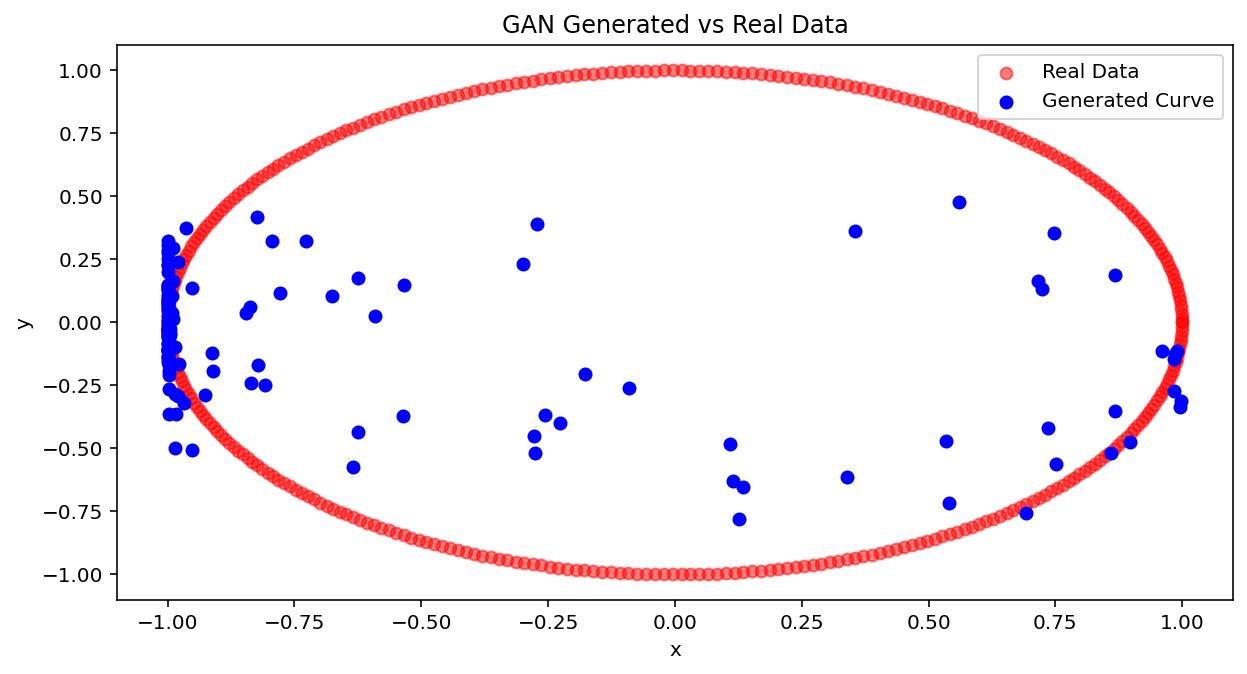 GAN Generated vs Real Data
Real Data
Generated Curve
1.00
0.75
0.50
0.25
0.00
−0.25
−0.50
−0.75
−1.00
y
−1.00 −0.75 −0.50 −0.25 0.00 0.25 0.50 0.75 1.00
x